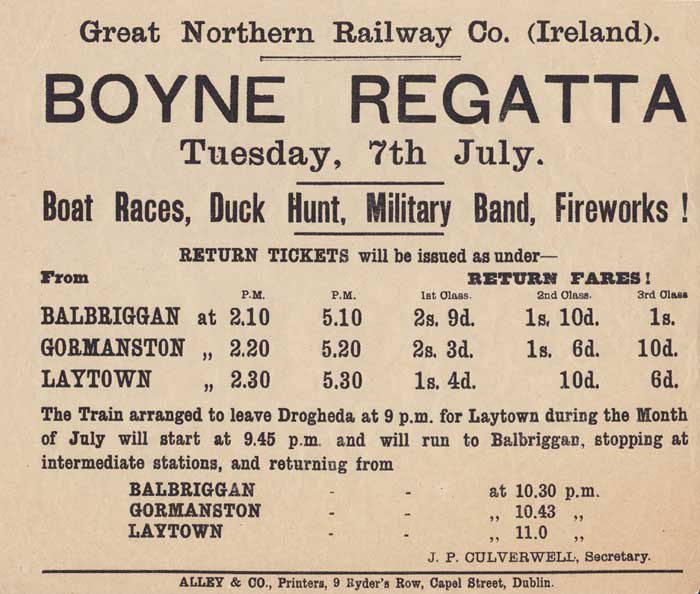 Great Northern Railway Co. (Ireland).
BOYNE REGATTA
Tuesday, 7th July.
Boat Races, Duck Hunt, Military Band, Fireworks !
RETURN TICKETS will be issued as under—
From RETURN FARES!
P.M. P.M. 1st Class. 2nd Class. 3rd Class
BALBRIGGAN at 2.10 5.10 2s. 9d. 1s. 10d. 1s.
GORMANSTON „ 2.20 5.20 2s. 3d. 1s. 6d. 10d.
LAYTOWN „ 2.30 5.30 1s. 4d. 10d. 6d.
The Train arranged to leave Drogheda at 9 p.m. for Laytown during the Month
of July will start at 9.45 p.m. and will run to Balbriggan, stopping at
intermediate stations, and returning from
BALBRIGGAN - - at 10.30 p.m.
GORMANSTON - - „ 10.43 „
LAYTOWN - - „ 11.0 „
J. P. CULVERWELL, Secretary.
ALLEY & CO., Printers, 9 Ryder's Row, Capel Street, Dublin.